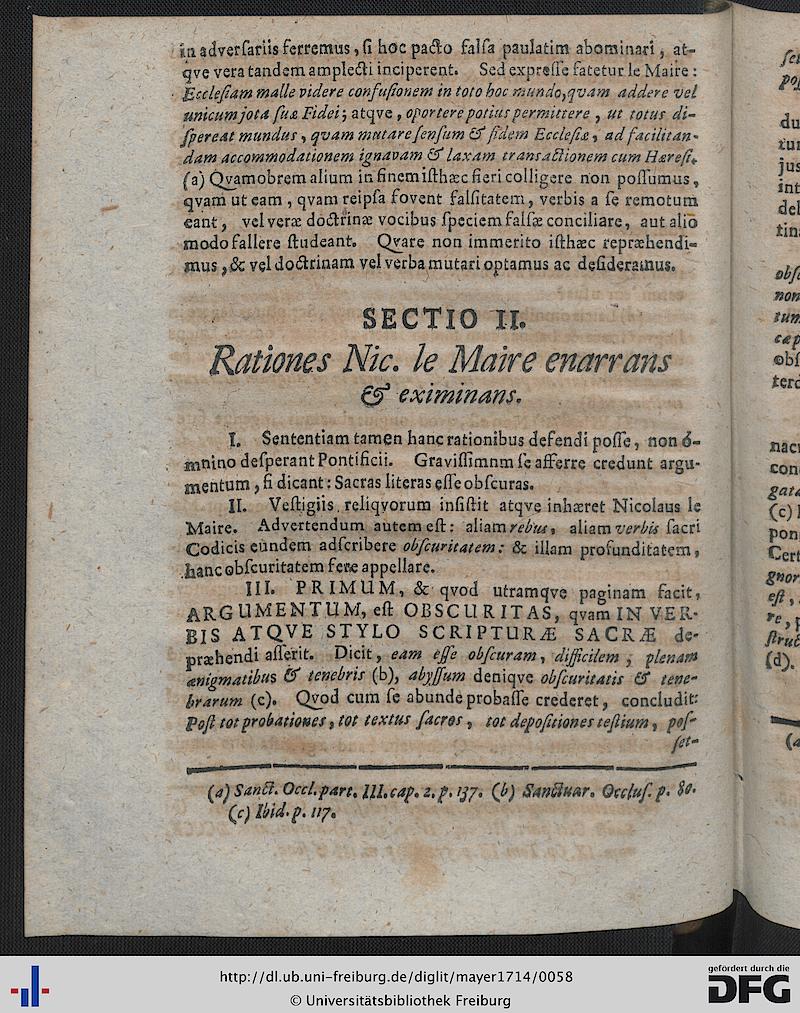 in adverſariis ferremus, ſi hoc pacto falſa paulatim abominari, at-
qve vera tandem amplecti inciperent. Sed expreſſe fatetur le Maire:
Eccleſiam malle videre confuſionem in toto hoc mundo, qvam addere vel
unicum jota ſuæ Fidei; atqve, oportere potius permittere, ut totus di-
ſpereat mundus, qvam mutare ſenſum & fidem Eccleſiæ, ad facilitan-
dam accommodationem ignavam & laxam transactionem cum Hæreſi.
(a) Qvamobrem alium in finem iſthæc fieri colligere non poſſumus,
qvam ut eam, qvam reipſa fovent falſitatem, verbis a ſe remotum
eant, vel veræ doctrinæ vocibus ſpeciem falſæ conciliare, aut alio
modo fallere ſtudeant. Qvare non immerito iſthæc repræhendi-
mus, & vel doctrinam vel verba mutari optamus ac deſideramus.
SECTIO II.
Rationes Nic. le Maire enarrans
& eximinans.
I. Sententiam tamen hanc rationibus defendi poſſe, non ó-
mnino deſperant Pontificii. Graviſſimnm ſe afferre credunt argu-
mentum, ſi dicant: Sacras literas eſſe obſcuras.
II. Veſtigiis reliqvorum inſiſtit atqve inhæret Nicolaus le
Maire. Advertendum autem eſt: aliam rebus, aliam verbis ſacri
Codicis eundem adſcribere obſcuritatem: & illam profunditatem,
hanc obſcuritatem fere appellare.
III. PRIMUM, & qvod utramqve paginam facit,
ARGUMENTUM, eſt OBSCURITAS, qvam IN VER-
BIS ATQVE STYLO SCRIPTURÆ SACRÆ de-
præhendi aſſerit. Dicit, eam eſſe obſcuram, difficilem, plenam
ænigmatibus & tenebris (b), abyſſum deniqve obſcuritatis & tene-
brarum (c). Qvod cum ſe abunde probaſſe crederet, concludit:
Poſt tot probationes, tot textus ſacros, tot depoſitiones teſtium, poſ-
ſet-
(a) Sanct. Occl. part. III. cap. 2. p. 137. (b) Sanctuar. Occluſ. p. 80.
(c) Ibid. p. 117.
http://dl.ub.uni-freiburg.de/diglit/mayer1714/0058
© Universitätsbibliothek Freiburg
gefördert durch die
DFG